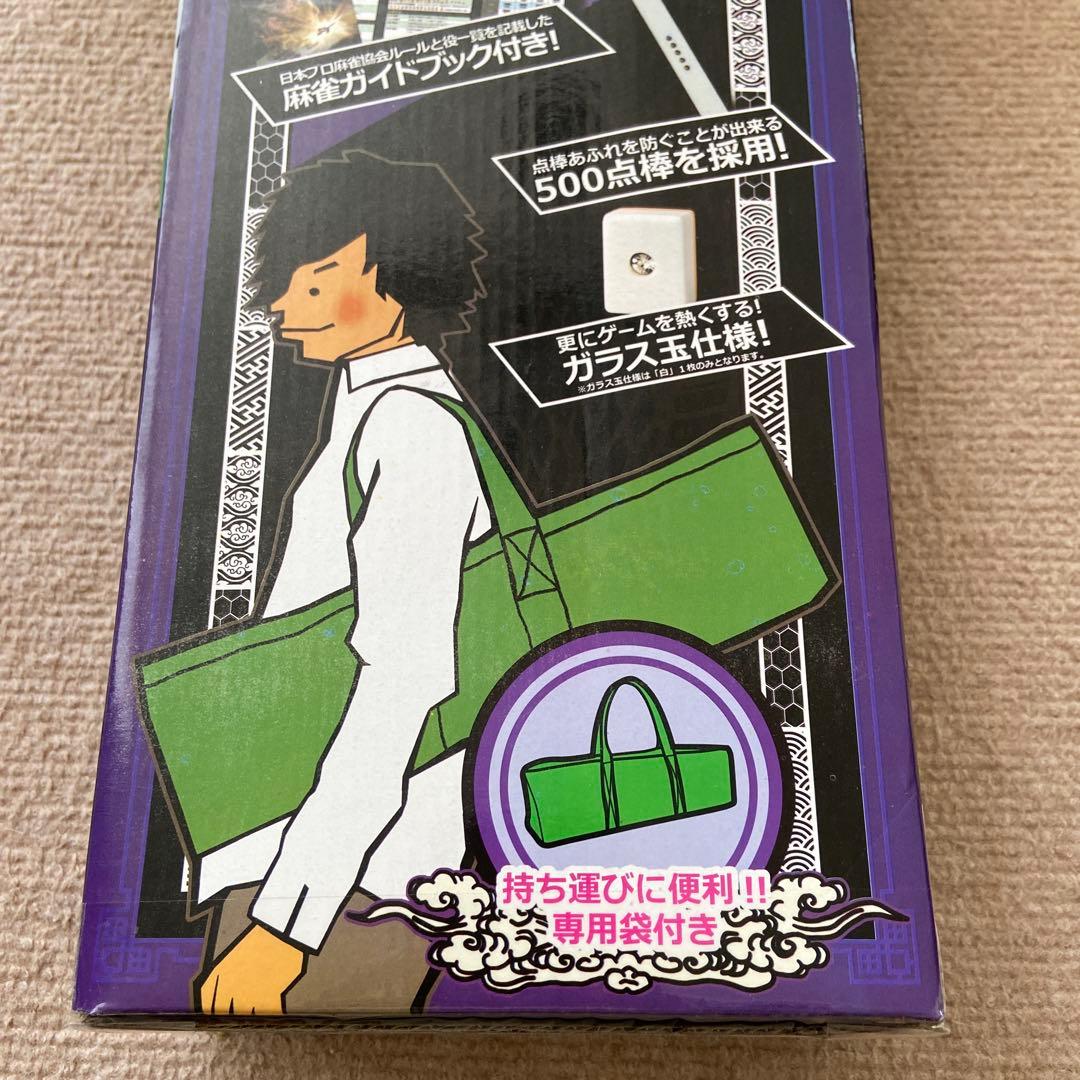 日本プロ麻雀協会ルールと役一覧を記載した
麻雀ガイドブック付き!
点棒あふれを防ぐことが出来る
500点棒を採用!
更にゲームを熱くする!
ガラス玉仕様!
※ガラス玉仕様は「白」1枚のみとなります。
持ち運びに便利!!
専用袋付き